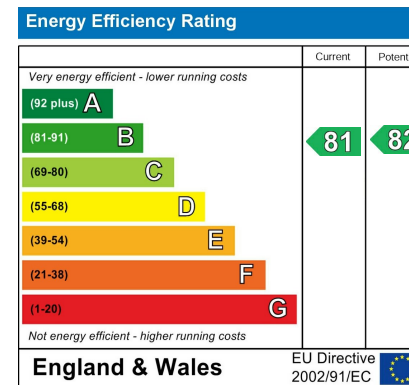 Energy Efficiency Rating
Current Potent
Very energy efficient - lower running costs
(92 plus) A
(81-91) B 81 82
(69-80) C
(55-68) D
(39-54) E
(21-38) F
(1-20) G
Not energy efficient - higher running costs
England & Wales EU Directive
2002/91/EC